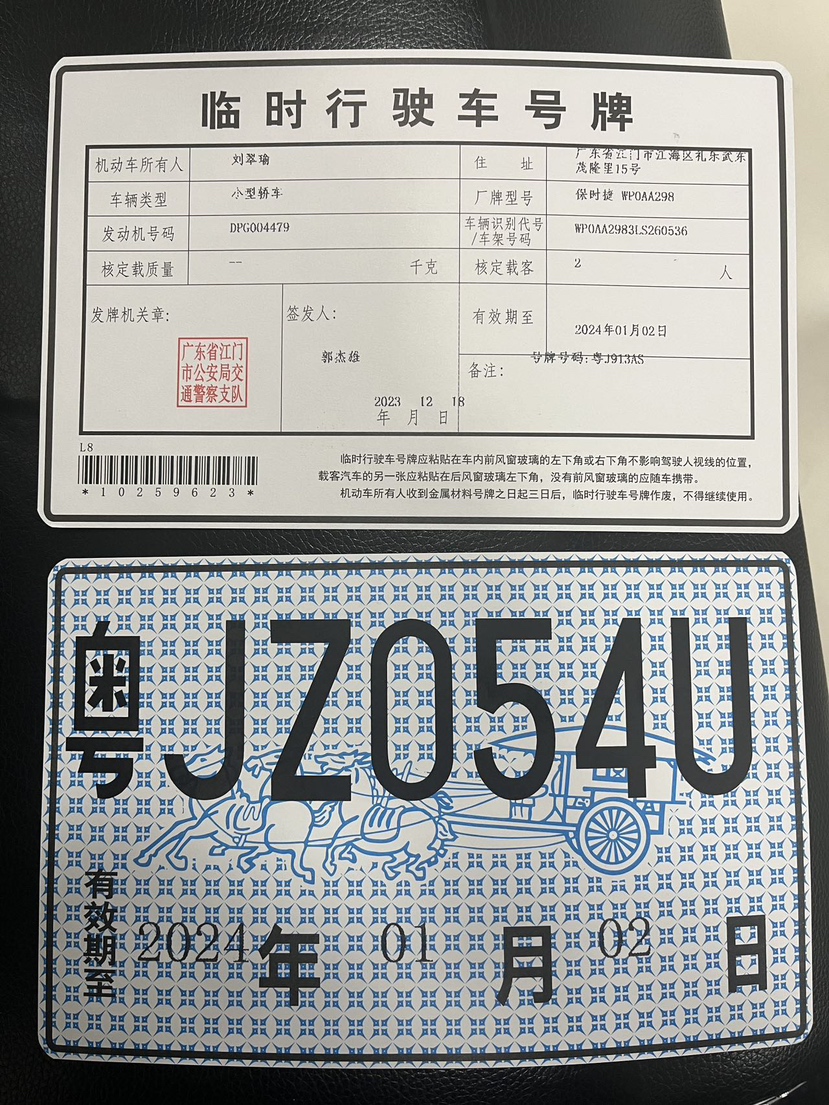 临时行驶车号牌
机动车所有人 刘翠瑜 住 址 广东省江门市江海区礼乐武东茂隆里15号
车辆类型 小型轿车 厂牌型号 保时捷 WP0AA298
发动机号码 DPG004479 车辆识别代号/车架号码 WP0AA2983LS260536
核定载质量 -- 千克 核定载客 2 人
发牌机关章: 签发人: 有效期至 2024年01月02日
广东省江门
市公安局交
通警察支队
郭杰雄
备注: 号牌号码:粤J913AS
2023 12 18
年 月 日
L8
*10259623*
临时行驶车号牌应粘贴在车内前风窗玻璃的左下角或右下角不影响驾驶人视线的位置，
载客汽车的另一张应粘贴在后风窗玻璃左下角，没有前风窗玻璃的应随车携带。
机动车所有人收到金属材料号牌之日起三日后，临时行驶车号牌作废，不得继续使用。
粤JZ054U
有效期至 2024年 01月 02日